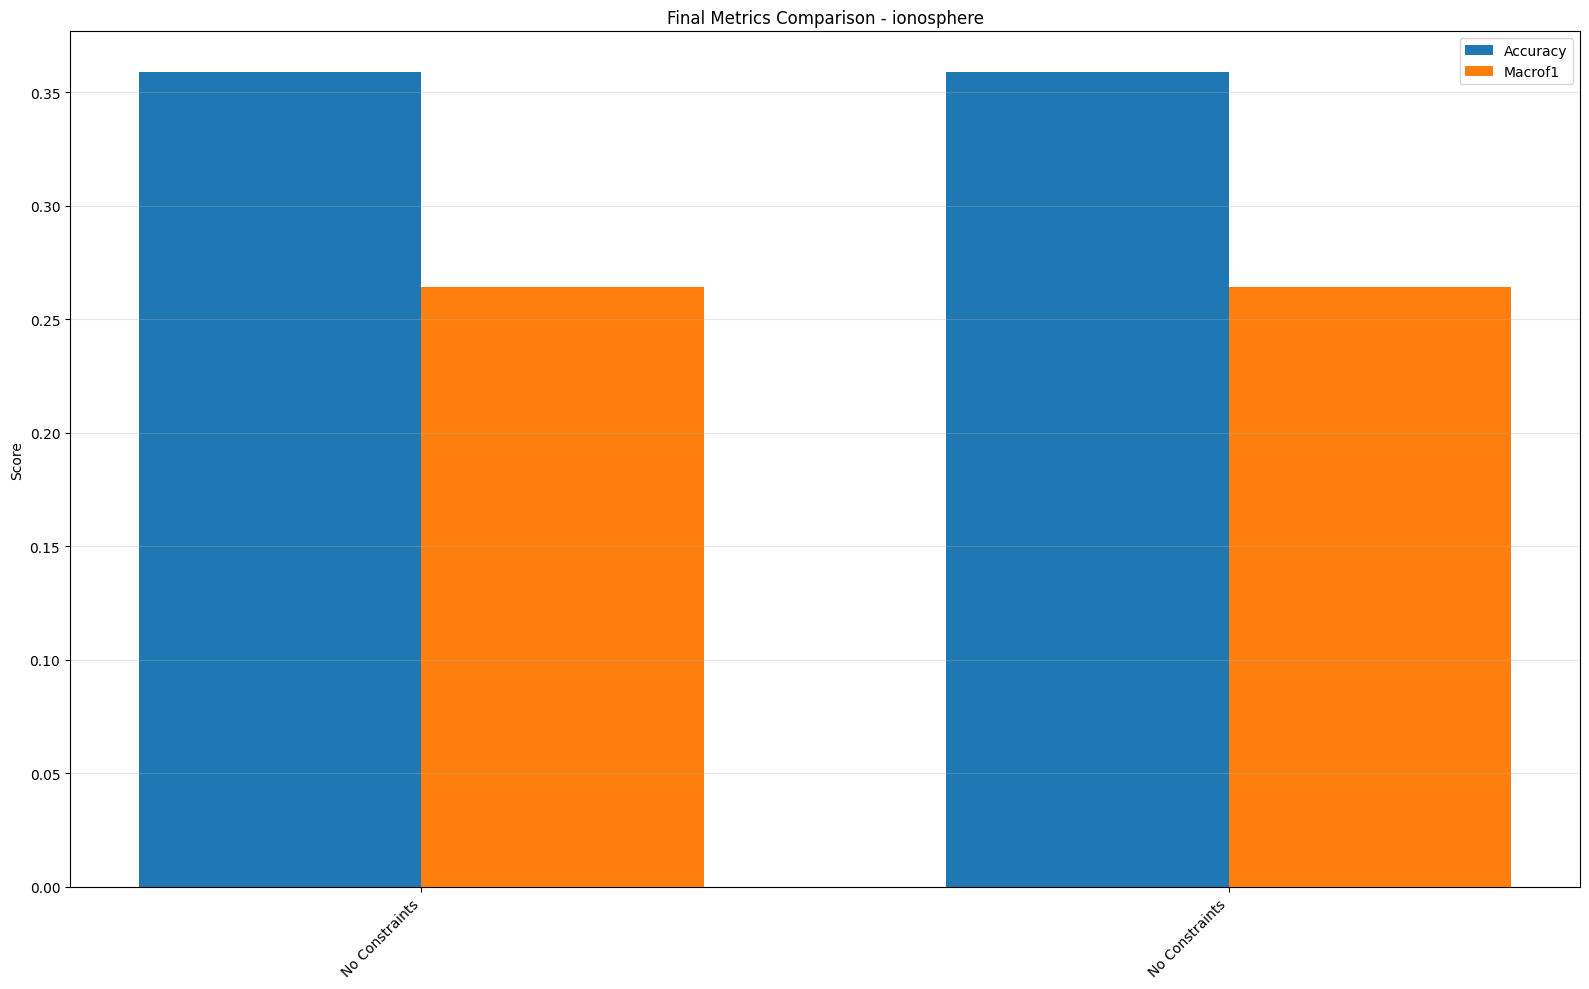 Final Metrics Comparison - ionosphere
Accuracy
Macrof1
0.35
0.30
0.25
0.20
0.15
0.10
0.05
0.00
Score
No Constraints
No Constraints